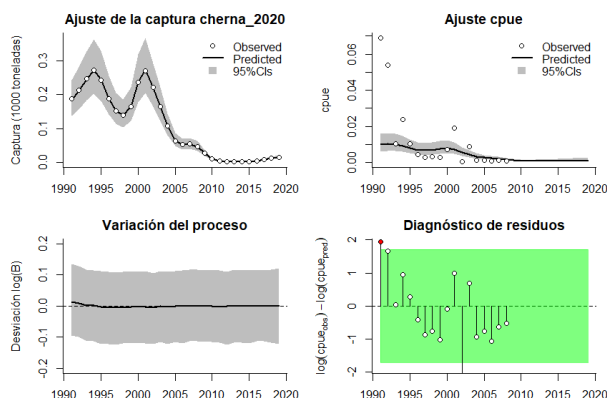 Ajuste de la captura cherna_2020
Captura (1000 toneladas)
0.0 0.1 0.2 0.3
Observed
Predicted
95%CIs
1990 1995 2000 2005 2010 2015 2020
Ajuste cpue
cpue
0.00 0.02 0.04 0.06
Observed
Predicted
95%CIs
1990 1995 2000 2005 2010 2015 2020
Variación del proceso
Desviación log(B)
-0.2 -0.1 0.0 0.1 0.2
1990 1995 2000 2005 2010 2015 2020
Diagnóstico de residuos
log(cpue_obs) −log(cpue_pred)
-2 -1 0 1 2
1990 1995 2000 2005 2010 2015 2020